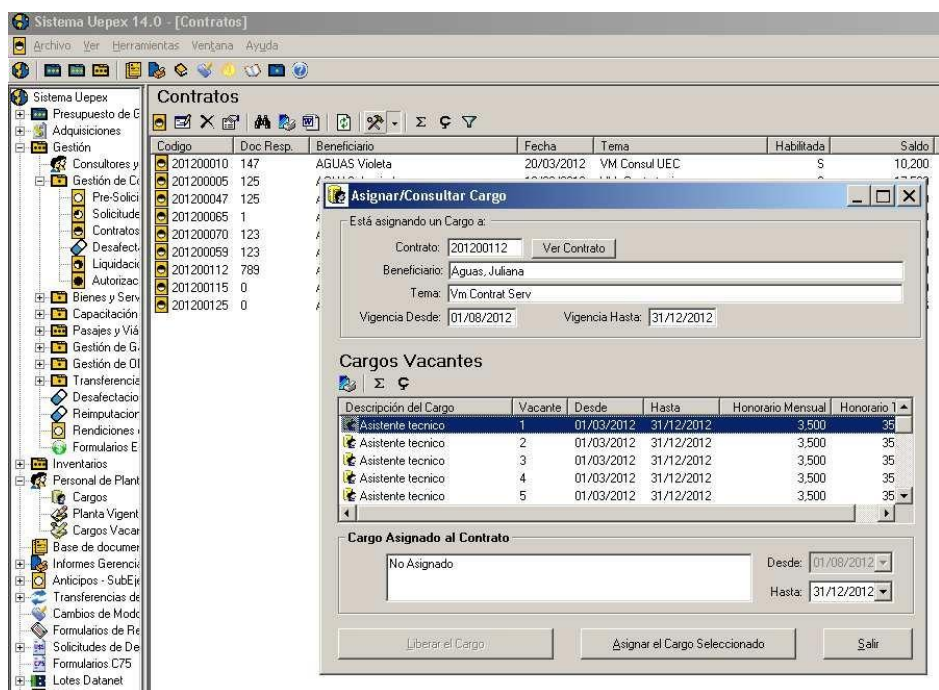 Sistema Uepex 14.0 - [Contratos]
Archivo Ver Herramientas Ventana Ayuda
Sistema Uepex
Presupuesto de G
Adquisiciones
Gestión
Consultores y
Gestión de Co
Pre-Solici
Solicitude
Contratos
Desafect
Liquidaci
Autorizac
Bienes y Serv
Capacitación
Pasajes y Viá
Gestión de G
Gestión de Ol
Transferencia
Desafectacio
Reimputacior
Rendiciones
Formularios E
Inventarios
Personal de Plant
Cargos
Planta Vigent
Cargos Vacar
Base de documer
Informes Gerencia
Anticipos - SubEje
Transferencias de
Cambios de Modo
Formularios de Re
Solicitudes de De
Formularios C75
Lotes Datanet
Contratos
Codigo Doc Resp. Beneficiario Fecha Tema Habilitada Saldo
201200010 147 AGUAS Violeta 20/03/2012 VM Consul UEC S 10,200
201200005 125
201200047 125
201200065 1
201200070 123
201200059 123
201200112 789
201200115 0
201200125 0
Asignar/Consultar Cargo
Está asignando un Cargo a:
Contrato: 201200112 Ver Contrato
Beneficiario: Aguas, Juliana
Tema: Vm Contrat Serv
Vigencia Desde: 01/08/2012 Vigencia Hasta: 31/12/2012
Cargos Vacantes
Descripción del Cargo Vacante Desde Hasta Honorario Mensual Honorario T
Asistente tecnico 1 01/03/2012 31/12/2012 3,500 35
Asistente tecnico 2 01/03/2012 31/12/2012 3,500 35
Asistente tecnico 3 01/03/2012 31/12/2012 3,500 35
Asistente tecnico 4 01/03/2012 31/12/2012 3,500 35
Asistente tecnico 5 01/03/2012 31/12/2012 3,500 35
Cargo Asignado al Contrato
No Asignado
Desde: 01/08/2012
Hasta: 31/12/2012
Liberar el Cargo Asignar el Cargo Seleccionado Salir